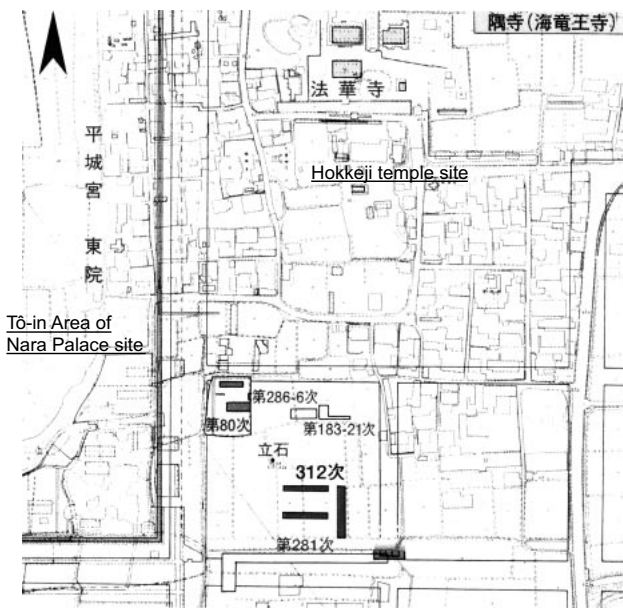 隅寺(海竜王寺)
法華寺
平城宮 東院
Hokkeji temple site
Tô-in Area of
Nara Palace site
第286-6次
第80次
第183-21次
立石
312次
第281次